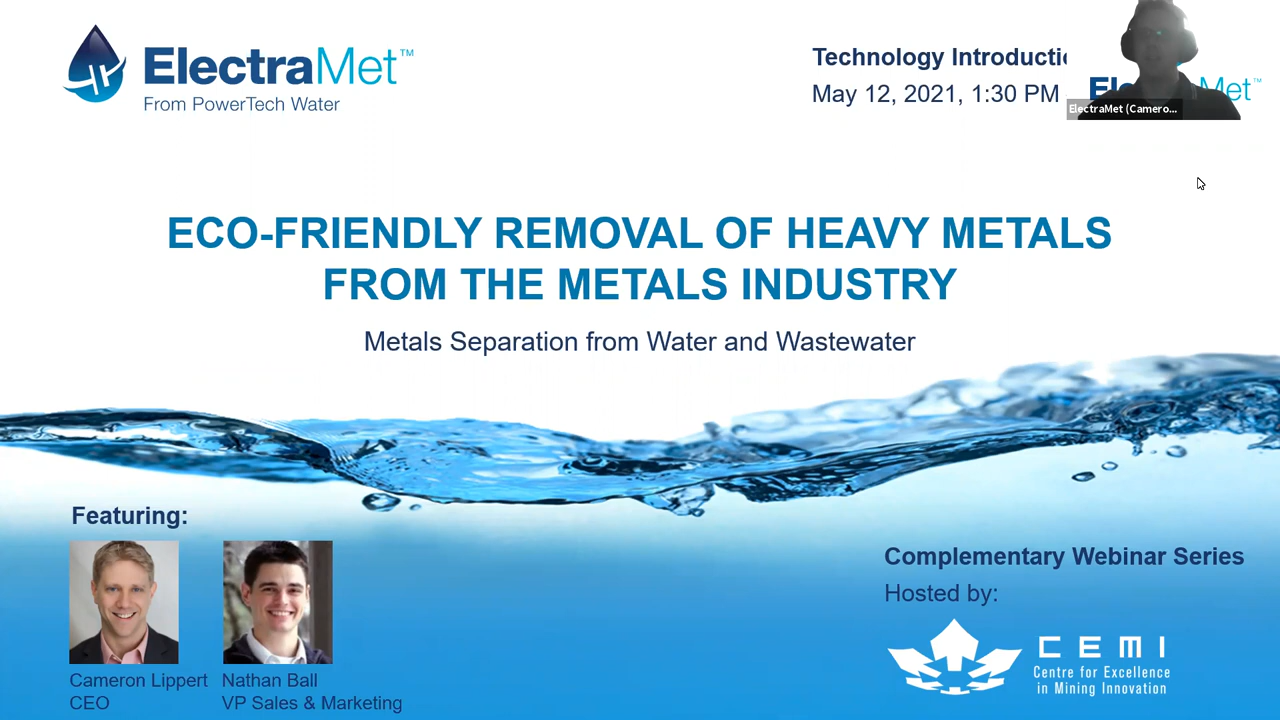 ElectraMet™
From PowerTech Water
Technology
May 12, 2021, 1:30 PM
Met™
ElectraMet (Camero...
ECO-FRIENDLY REMOVAL OF HEAVY METALS
FROM THE METALS INDUSTRY
Metals Separation from Water and Wastewater
Featuring:
Cameron Lippert
CEO
Nathan Ball
VP Sales & Marketing
Complementary Webinar Series
Hosted by:
CEMI
Centre for Excellence
in Mining Innovation